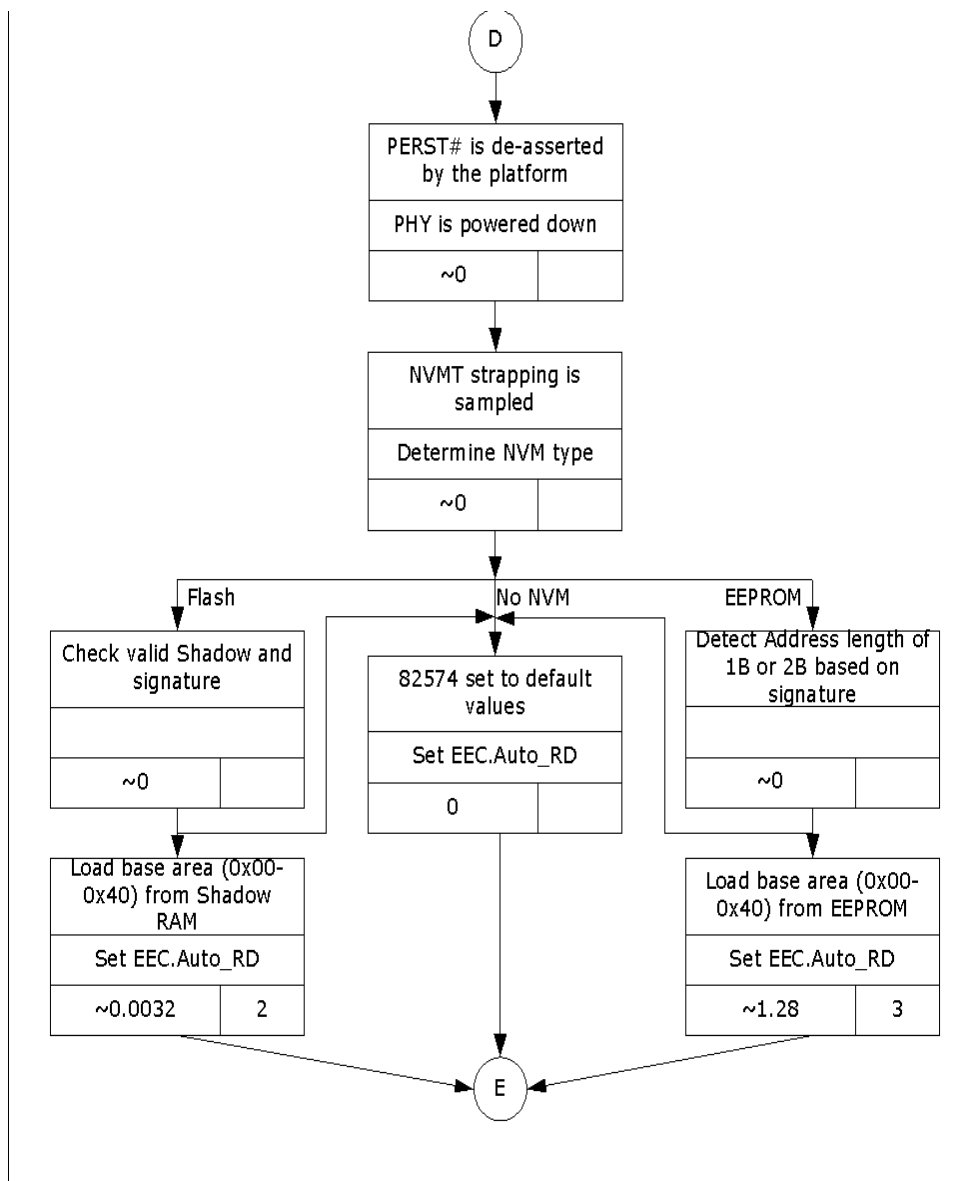 D
PERST# is de-asserted
by the platform
PHY is powered down
~0
NVMT strapping is
sampled
Determine NVM type
~0
Flash
No NVM
EEPROM
Check valid Shadow and
signature
~0
82574 set to default
values
Set EEC.Auto_RD
0
Detect Address length of
1B or 2B based on
signature
~0
Load base area (0x00-
0x40) from Shadow
RAM
Set EEC.Auto_RD
~0.0032 2
Load base area (0x00-
0x40) from EEPROM
Set EEC.Auto_RD
~1.28 3
E